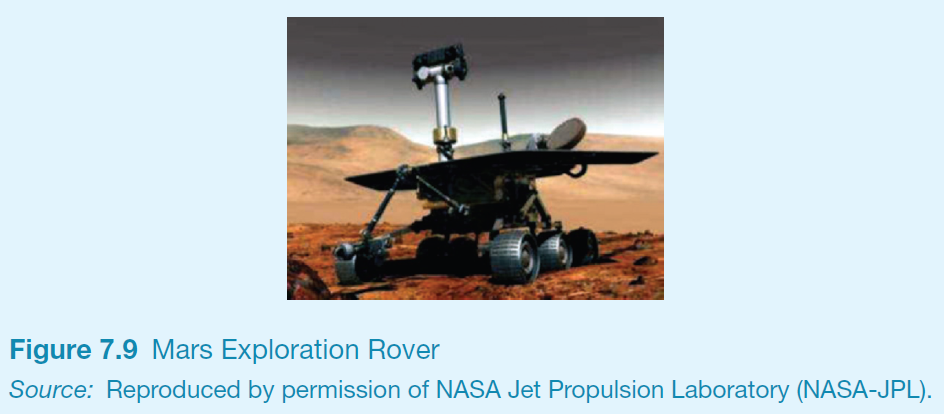 Figure 7.9 Mars Exploration Rover
Source: Reproduced by permission of NASA Jet Propulsion Laboratory (NASA-JPL).